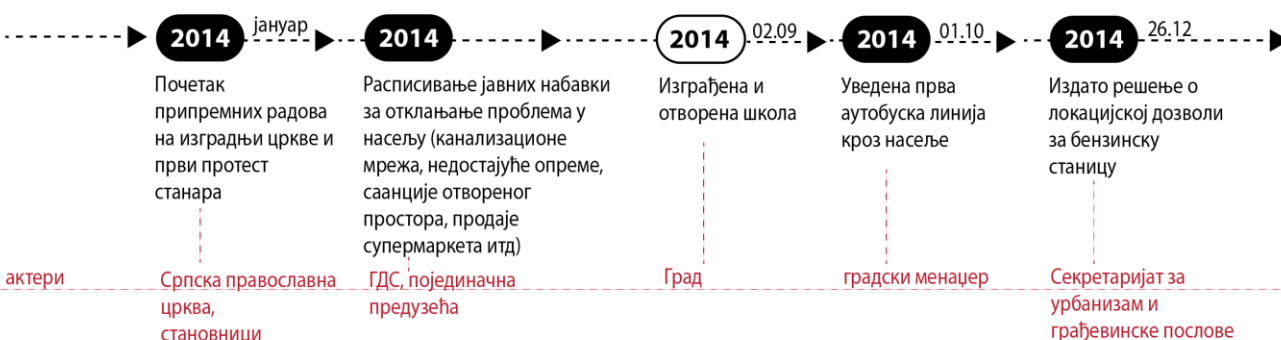 2014 јануар
Почетак
припремних радова
на изградњи цркве и
први протест
станара
2014
Расписивање јавних набавки
за отклањање проблема у
насељу (канализационе
мрежа, недостајуће опреме,
саанције отвореног
простора, продаје
супермаркета итд)
2014 02.09
Изграђена и
отворена школа
2014 01.10
Уведена прва
аутобуска линија
кроз насеље
2014 26.12
Издато решење о
локацијској дозволи
за бензинску
станицу
актери
Српска православна
црква,
становници
ГДС, појединачна
предузећа
Град
градски менаџер
Секретаријат за
урбанизам и
грађевинске послове